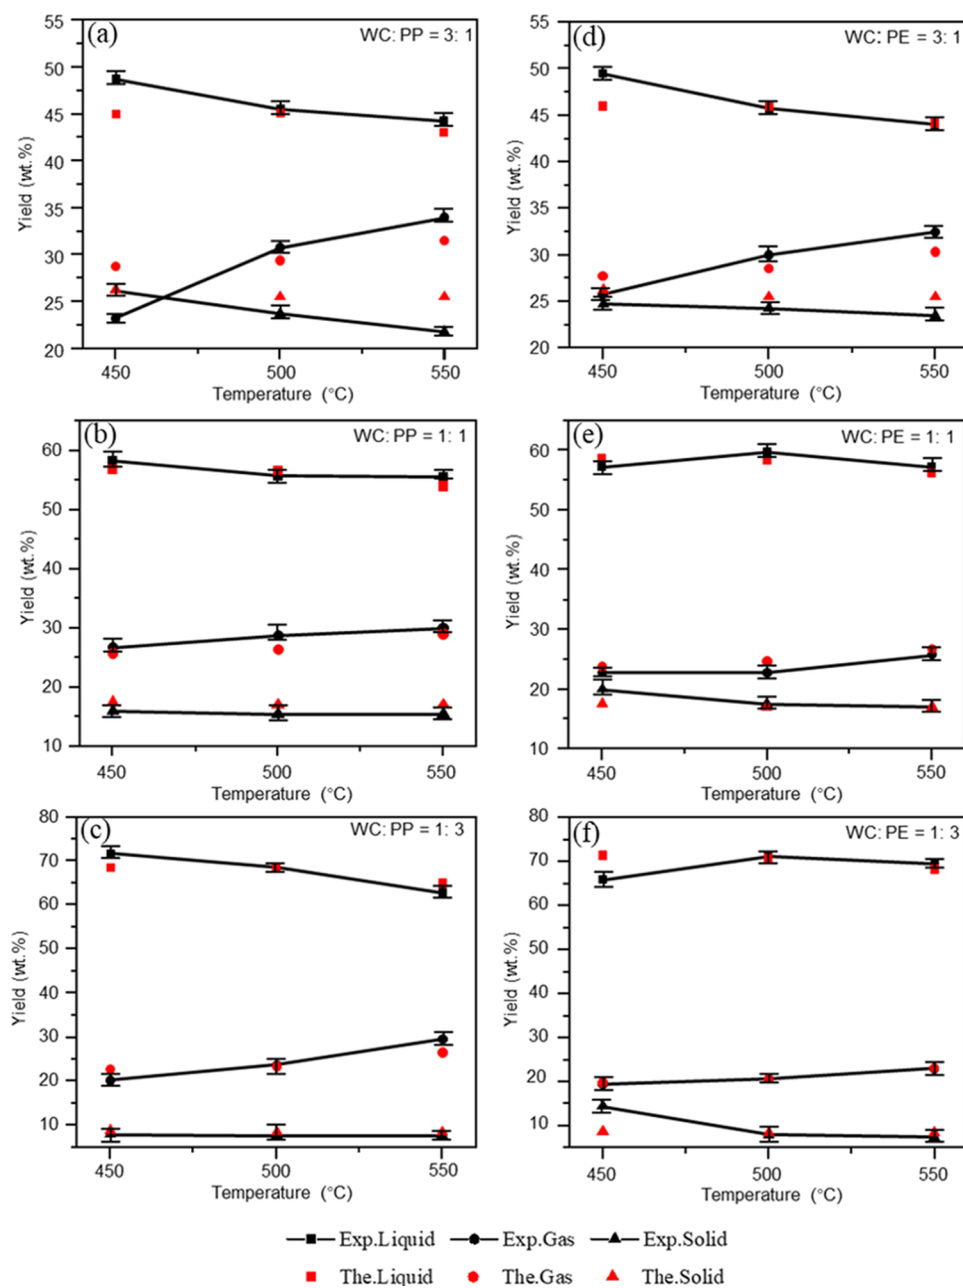 (a) WC: PP = 3: 1
55
50
45
40
35
30
25
20
Yield (wt.%)
450 500 550
Temperature (°C)
(d) WC: PE = 3: 1
55
50
45
40
35
30
25
20
Yield (wt.%)
450 500 550
Temperature (°C)
(b) WC: PP = 1: 1
60
50
40
30
20
10
Yield (wt.%)
450 500 550
Temperature (°C)
(e) WC: PE = 1: 1
60
50
40
30
20
10
Yield (wt.%)
450 500 550
Temperature (°C)
(c) WC: PP = 1: 3
80
70
60
50
40
30
20
10
Yield (wt.%)
450 500 550
Temperature (°C)
(f) WC: PE = 1: 3
80
70
60
50
40
30
20
10
Yield (wt.%)
450 500 550
Temperature (°C)
Exp.Liquid Exp.Gas Exp.Solid
The.Liquid The.Gas The.Solid